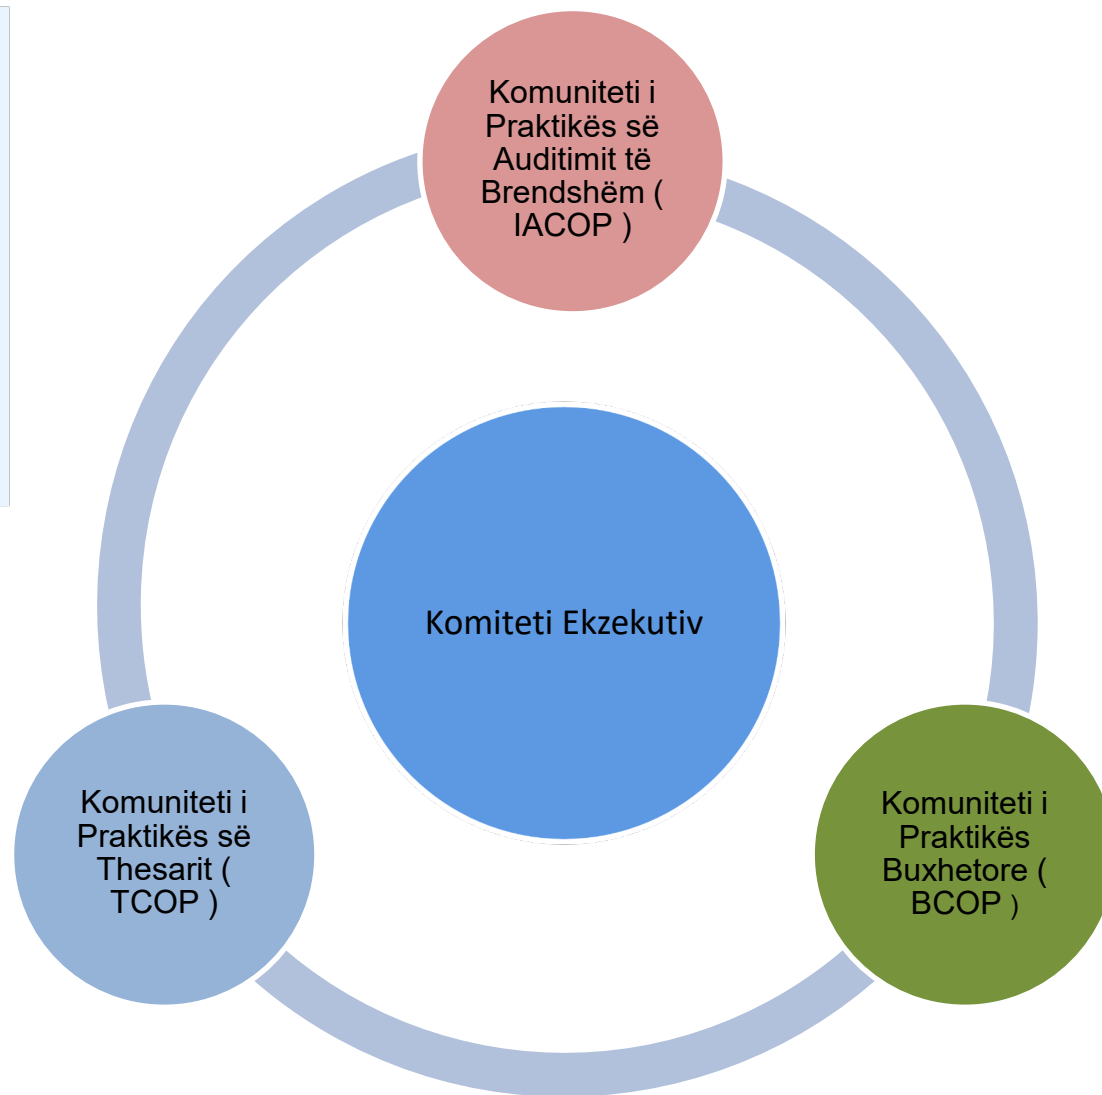 Komuniteti i
Praktikës së
Auditimit të
Brendshëm (
IACOP )
Komiteti Ekzekutiv
Komuniteti i
Praktikës së
Thesarit (
TCOP )
Komuniteti i
Praktikës
Buxhetore (
BCOP )